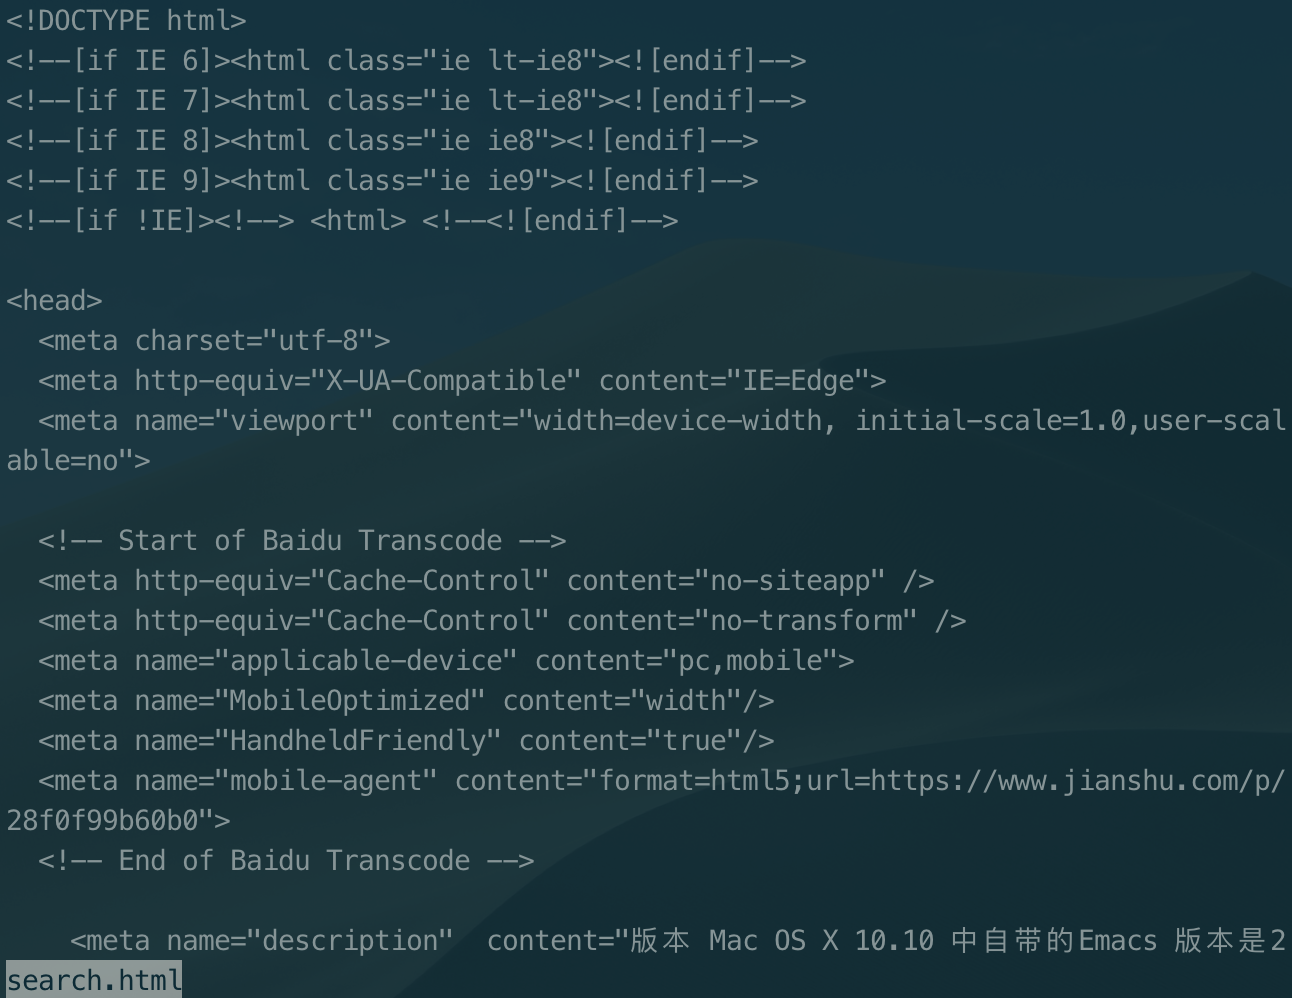 <!DOCTYPE html>
<!--[if IE 6]><html class="ie lt-ie8"><![endif]-->
<!--[if IE 7]><html class="ie lt-ie8"><![endif]-->
<!--[if IE 8]><html class="ie ie8"><![endif]-->
<!--[if IE 9]><html class="ie ie9"><![endif]-->
<!--[if !IE]><!--> <html> <!--<![endif]-->

<head>
  <meta charset="utf-8">
  <meta http-equiv="X-UA-Compatible" content="IE=Edge">
  <meta name="viewport" content="width=device-width, initial-scale=1.0,user-scal
able=no">

  <!-- Start of Baidu Transcode -->
  <meta http-equiv="Cache-Control" content="no-siteapp" />
  <meta http-equiv="Cache-Control" content="no-transform" />
  <meta name="applicable-device" content="pc,mobile">
  <meta name="MobileOptimized" content="width"/>
  <meta name="HandheldFriendly" content="true"/>
  <meta name="mobile-agent" content="format=html5;url=https://www.jianshu.com/p/
28f0f99b60b0">
  <!-- End of Baidu Transcode -->

    <meta name="description"  content="版本 Mac OS X 10.10 中自带的Emacs 版本是2
search.html